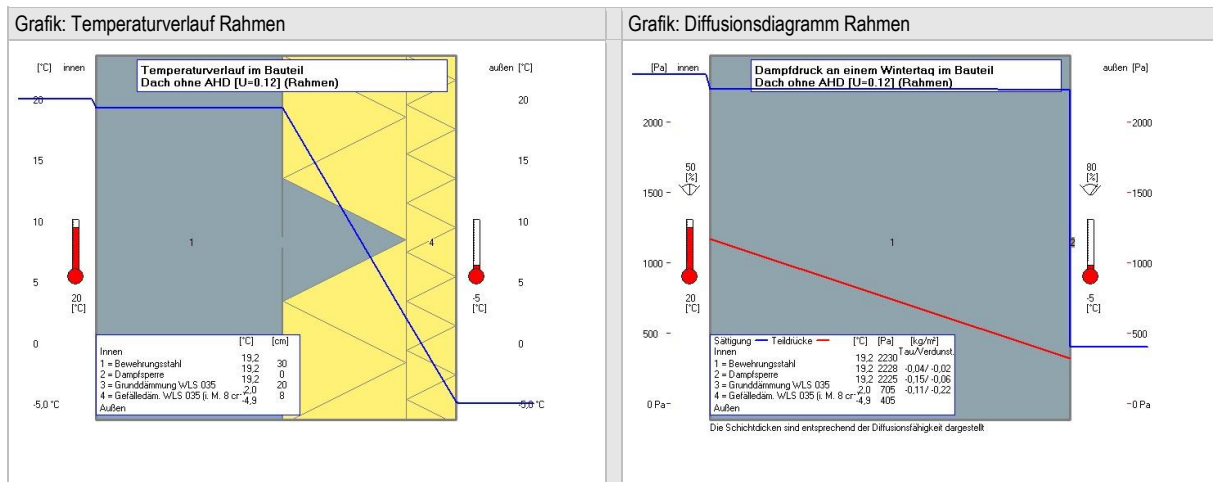 Grafik: Temperaturverlauf Rahmen
[°C] innen
außen [°C]
Temperaturverlauf im Bauteil
Dach ohne AHD [U=0.12] (Rahmen)
20
20
15
15
10
10
1
4
5
5
20
[°C]
-5
[°C]
0
0
[°C] [cm]
Innen
19,2
1 = Bewehrungsstahl 30
19,2
2 = Dampfsperre 0
19,2
3 = Grunddämmung WLS 035 20
-2,0
4 = Gefälledäm. WLS 035 (i. M. 8 cm 8
-4,9
Außen
-5,0 °C
-5,0 °C
Grafik: Diffusionsdiagramm Rahmen
[Pa] innen
außen [Pa]
Dampfdruck an einem Wintertag im Bauteil
Dach ohne AHD [U=0.12] (Rahmen)
2000 -
-2000
50
[%]
80
[%]
1500 -
-1500
1
2
1000 -
-1000
20
[°C]
-5
[°C]
500 -
-500
Sättigung Teildrücke [°C] [Pa] [kg/m²]
Innen Tau/Verdunst.
19,2 2230
1 = Bewehrungsstahl
19,2 2228 -0,04/ -0,02
2 = Dampfsperre
19,2 2225 -0,15/ -0,06
3 = Grunddämmung WLS 035
-2,0 705 -0,11/ -0,22
4 = Gefälledäm. WLS 035 (i. M. 8 cm
-4,9 405
Außen
0 Pa -
-0 Pa
Die Schichtdicken sind entsprechend der Diffusionsfähigkeit dargestellt